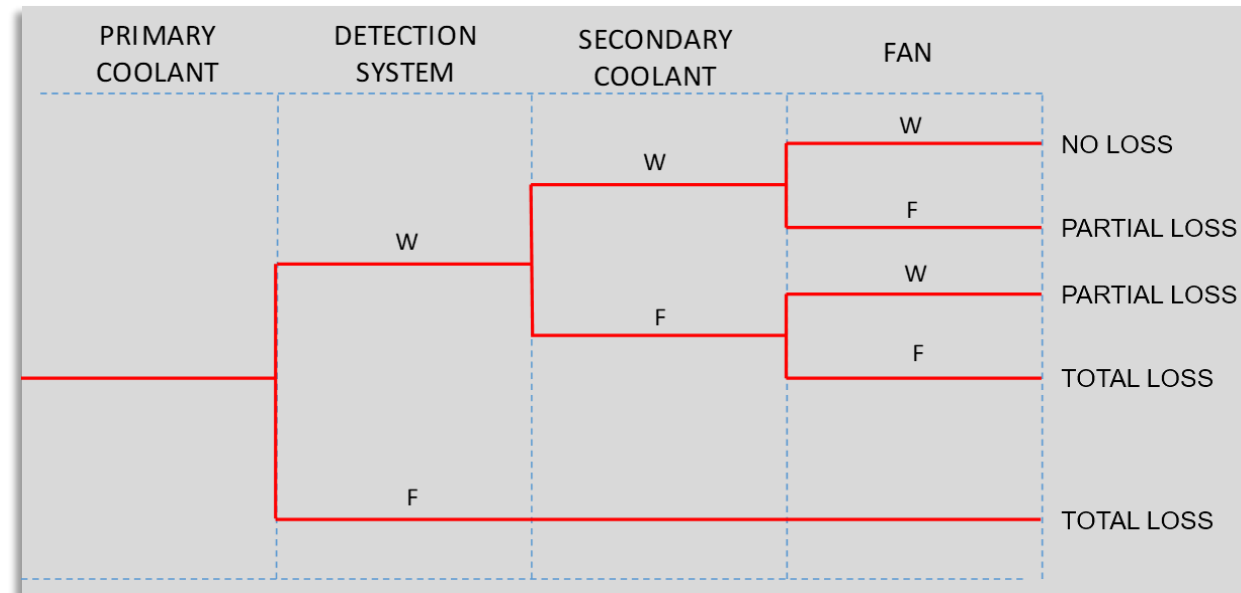 PRIMARY
COOLANT
DETECTION
SYSTEM
SECONDARY
COOLANT
FAN
W
NO LOSS
W
F
PARTIAL LOSS
W
W
PARTIAL LOSS
F
F
TOTAL LOSS
F
TOTAL LOSS